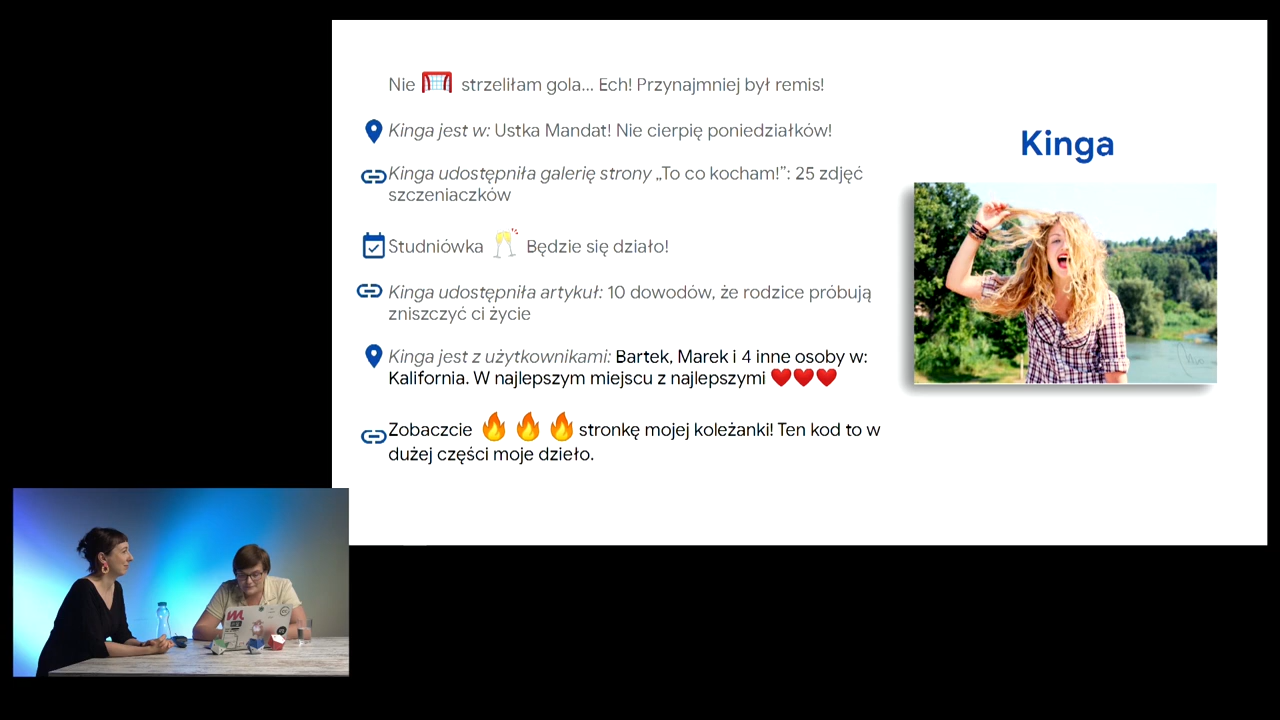 Nie strzeliłam gola... Ech! Przynajmniej był remis!
Kinga jest w: Ustka Mandat! Nie cierpię poniedziałków!
Kinga udostępniła galerię strony „To co kocham!”: 25 zdjęć
szczeniaczków
Studniówka Będzie się działo!
Kinga udostępniła artykuł: 10 dowodów, że rodzice próbują
zniszczyć ci życie
Kinga jest z użytkownikami: Bartek, Marek i 4 inne osoby w:
Kalifornia. W najlepszym miejscu z najlepszymi
Zobaczcie stronkę mojej koleżanki! Ten kod to w
dużej części moje dzieło.
Kinga